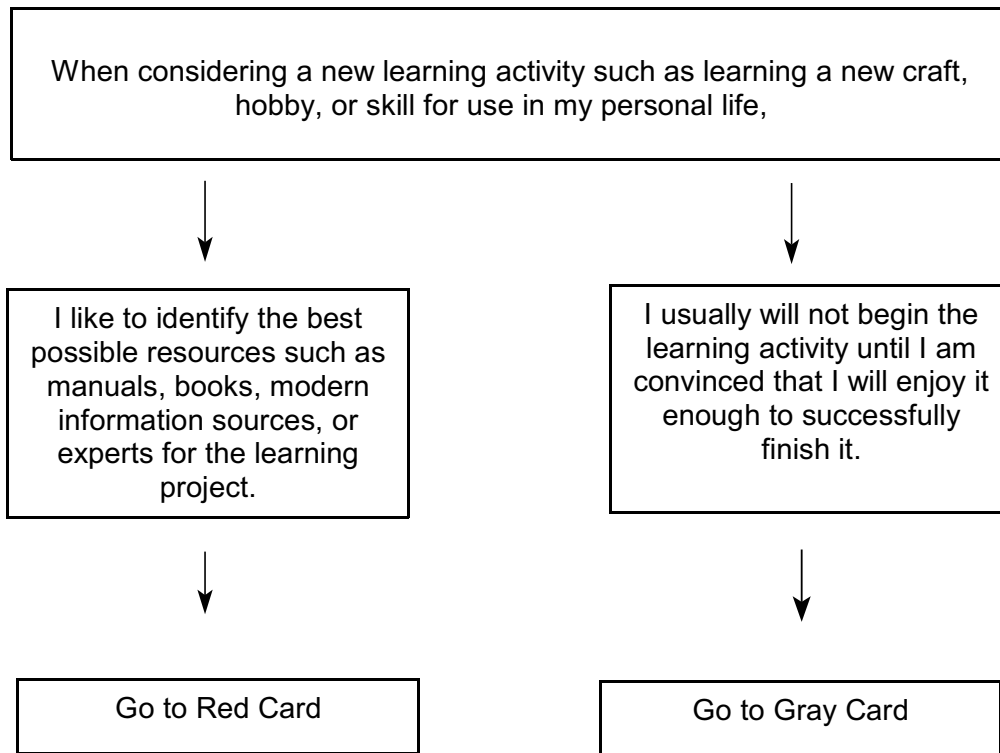 When considering a new learning activity such as learning a new craft,
hobby, or skill for use in my personal life,
I like to identify the best
possible resources such as
manuals, books, modern
information sources, or
experts for the learning
project.
I usually will not begin the
learning activity until I am
convinced that I will enjoy it
enough to successfully
finish it.
Go to Red Card
Go to Gray Card